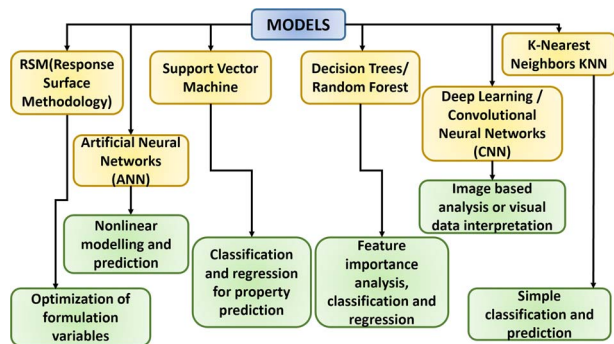 MODELS
RSM(Response
Surface
Methodology)
Artificial Neural
Networks
(ANN)
Support Vector
Machine
Decision Trees/
Random Forest
Deep Learning /
Convolutional
Neural Networks
(CNN)
K-Nearest
Neighbors KNN
Optimization of
formulation
variables
Nonlinear
modelling and
prediction
Classification
and regression
for property
prediction
Feature
importance
analysis,
classification and
regression
Image based
analysis or visual
data interpretation
Simple
classification and
prediction